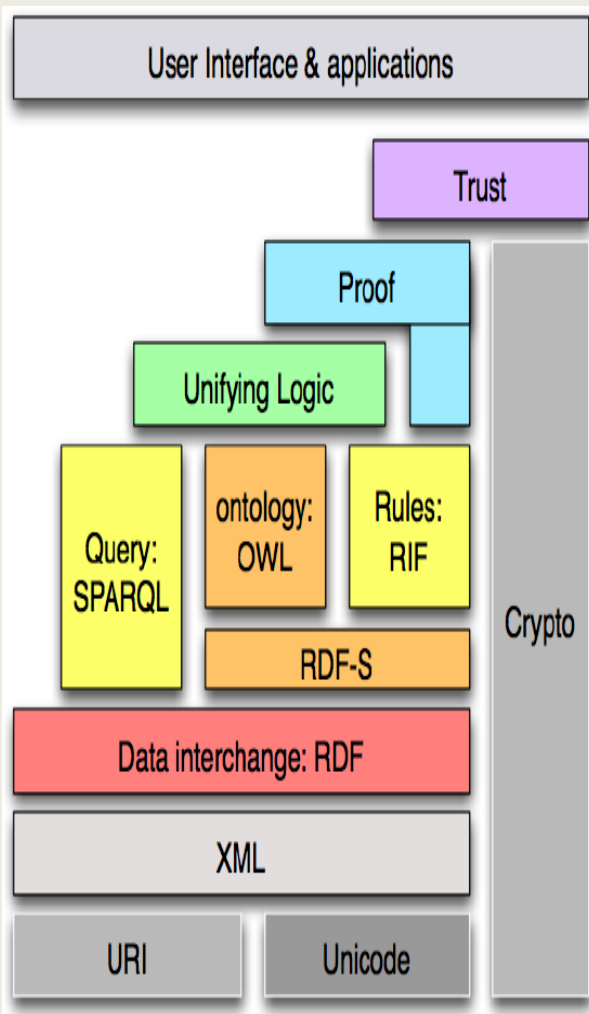 User Interface & applications
Trust
Proof
Unifying Logic
Query:
SPARQL
ontology:
OWL
Rules:
RIF
Crypto
RDF-S
Data interchange: RDF
XML
URI
Unicode